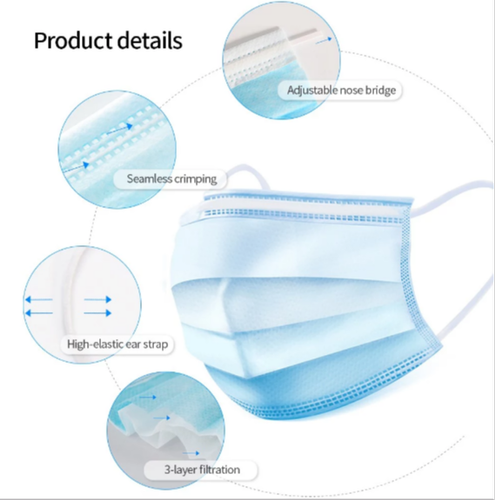 Product details
Adjustable nose bridge
Seamless crimping
High-elastic ear strap
3-layer filtration